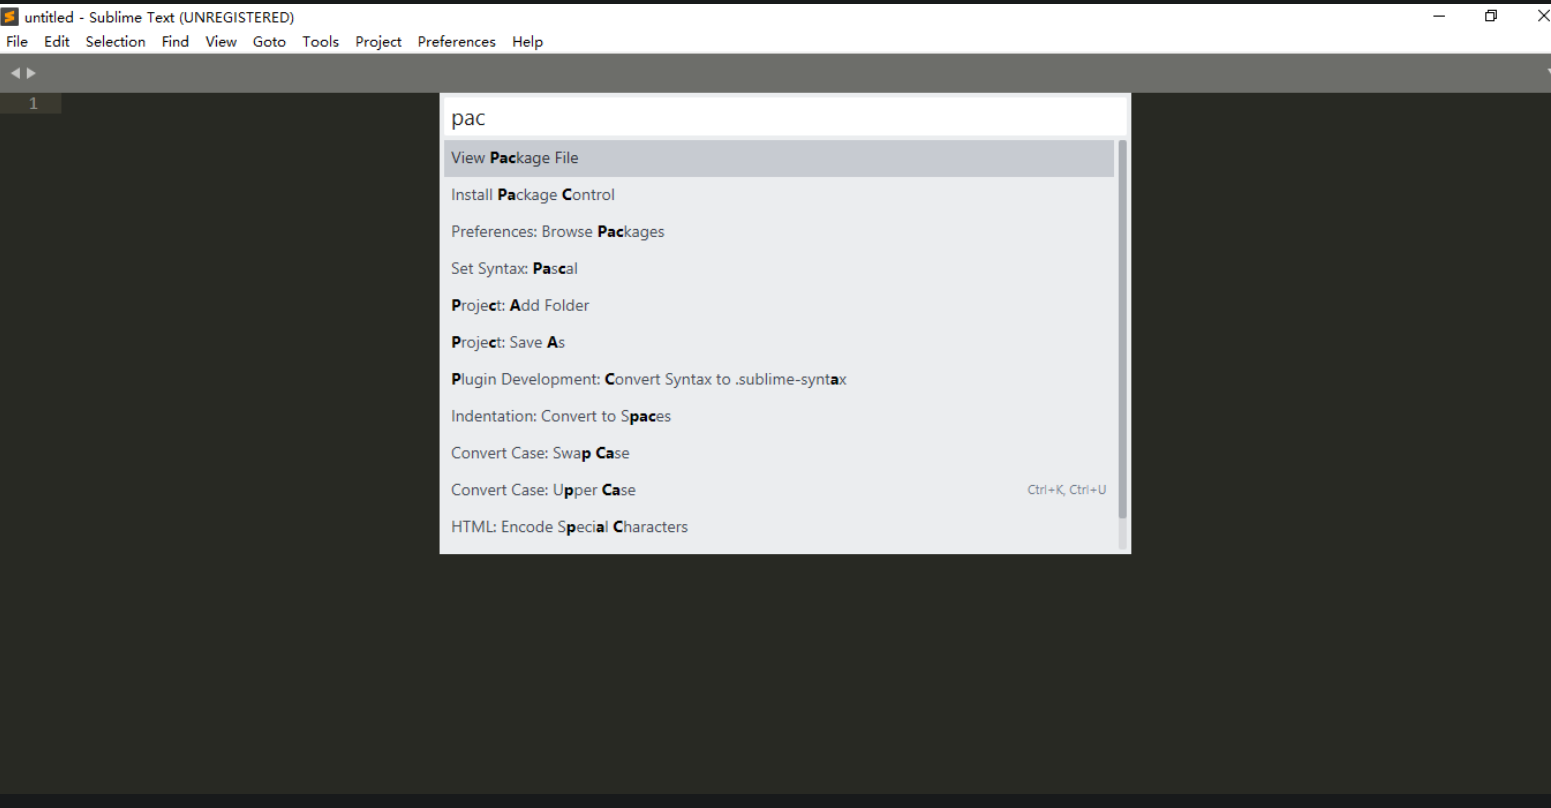 untitled - Sublime Text (UNREGISTERED)
File Edit Selection Find View Goto Tools Project Preferences Help
1
pac
View Package File
Install Package Control
Preferences: Browse Packages
Set Syntax: Pascal
Project: Add Folder
Project: Save As
Plugin Development: Convert Syntax to .sublime-syntax
Indentation: Convert to Spaces
Convert Case: Swap Case
Convert Case: Upper Case Ctrl+K, Ctrl+U
HTML: Encode Special Characters